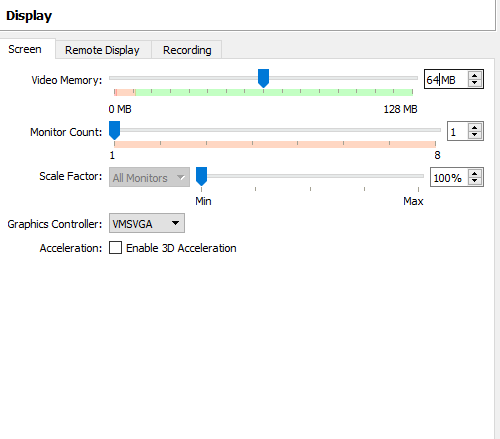 Display
Screen Remote Display Recording
Video Memory: 64 MB
0 MB 128 MB
Monitor Count: 1
1 8
Scale Factor: All Monitors 100%
Min Max
Graphics Controller: VMSVGA
Acceleration: Enable 3D Acceleration